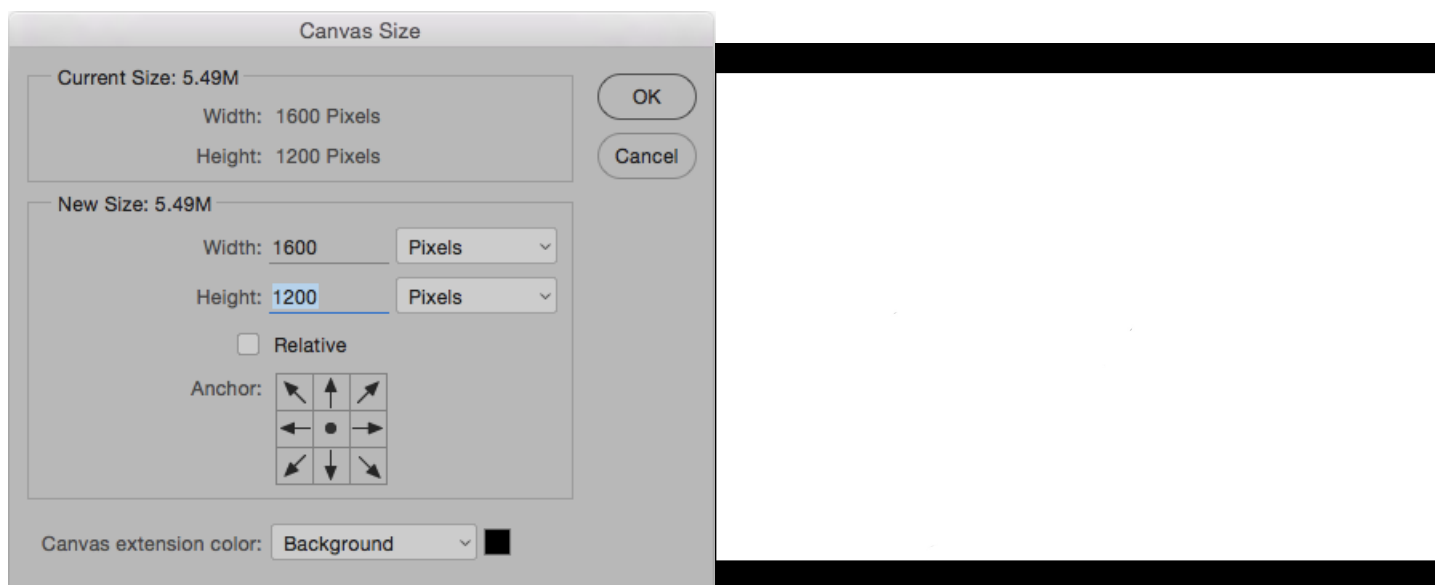 Canvas Size
Current Size: 5.49M
OK
Width: 1600 Pixels
Height: 1200 Pixels
Cancel
New Size: 5.49M
Width: 1600 Pixels
Height: 1200 Pixels
Relative
Anchor:
Canvas extension color: Background